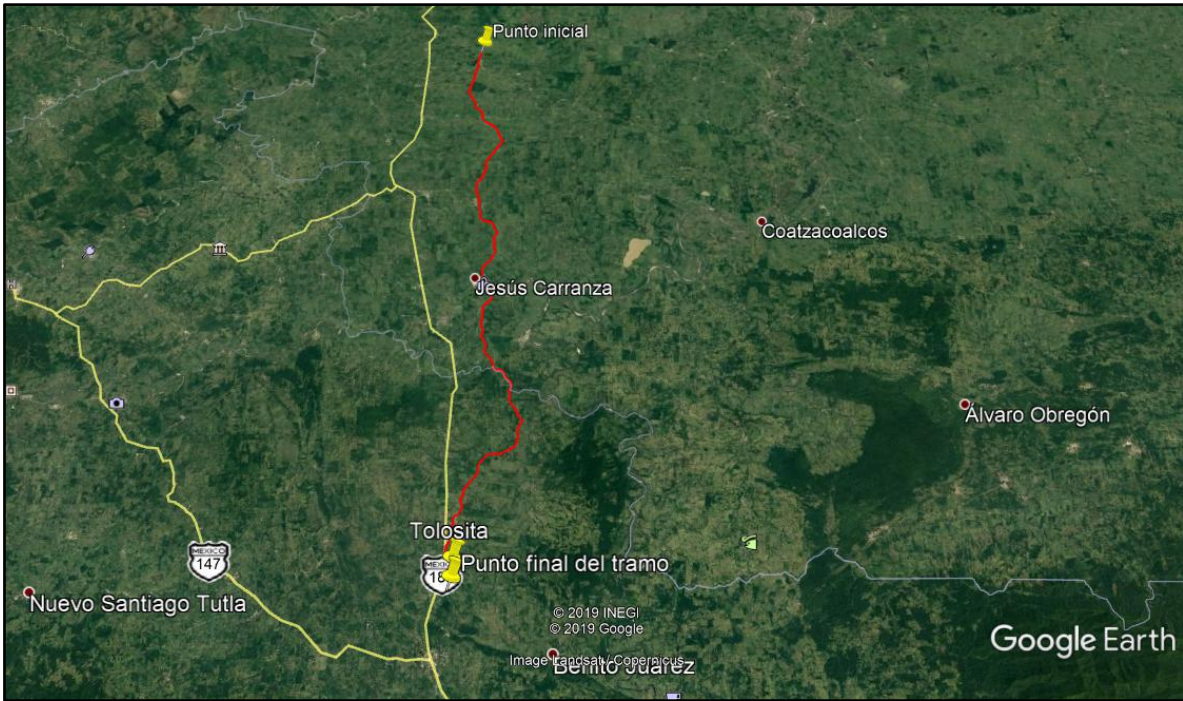 Punto inicial
Coatzacoalcos
Jesús Carranza
Álvaro Obregón
Tolosita
MEXICO
147
MEXICO
18
Punto final del tramo
Nuevo Santiago Tutla
© 2019 INEGI
© 2019 Google
Image Landsat / Copernicus
Benito Juárez
Google Earth